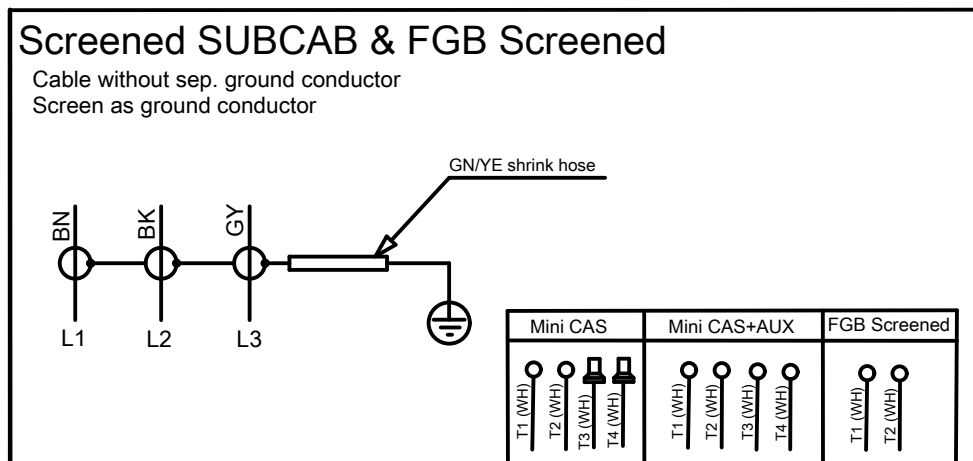 Screened SUBCAB & FGB Screened
Cable without sep. ground conductor
Screen as ground conductor
GN/YE shrink hose
BN
BK
GY
L1
L2
L3
Mini CAS
Mini CAS+AUX
FGB Screened
T1 (WH)
T2 (WH)
T3 (WH)
T4 (WH)
T1 (WH)
T2 (WH)
T3 (WH)
T4 (WH)
T1 (WH)
T2 (WH)